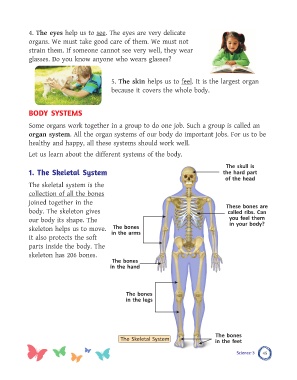 4. The eyes help us to see. The eyes are very delicate
organs. We must take good care of them. We must not
strain them. If someone cannot see very well, they wear
glasses. Do you know anyone who wears glasses?
5. The skin helps us to feel. It is the largest organ
because it covers the whole body.
BODY SYSTEMS
Some organs work together in a group to do one job. Such a group is called an
organ system. All the organ systems of our body do important jobs. For us to be
healthy and happy, all these systems should work well.
Let us learn about the different systems of the body.
1. The Skeletal System
The skeletal system is the
collection of all the bones
joined together in the
body. The skeleton gives
our body its shape. The
skeleton helps us to move.
It also protects the soft
parts inside the body. The
skeleton has 206 bones.
The skull is
the hard part
of the head
These bones are
called ribs. Can
you feel them
in your body?
The bones
in the arms
The bones
in the hand
The bones
in the legs
The bones
in the feet
The Skeletal System
Science-3